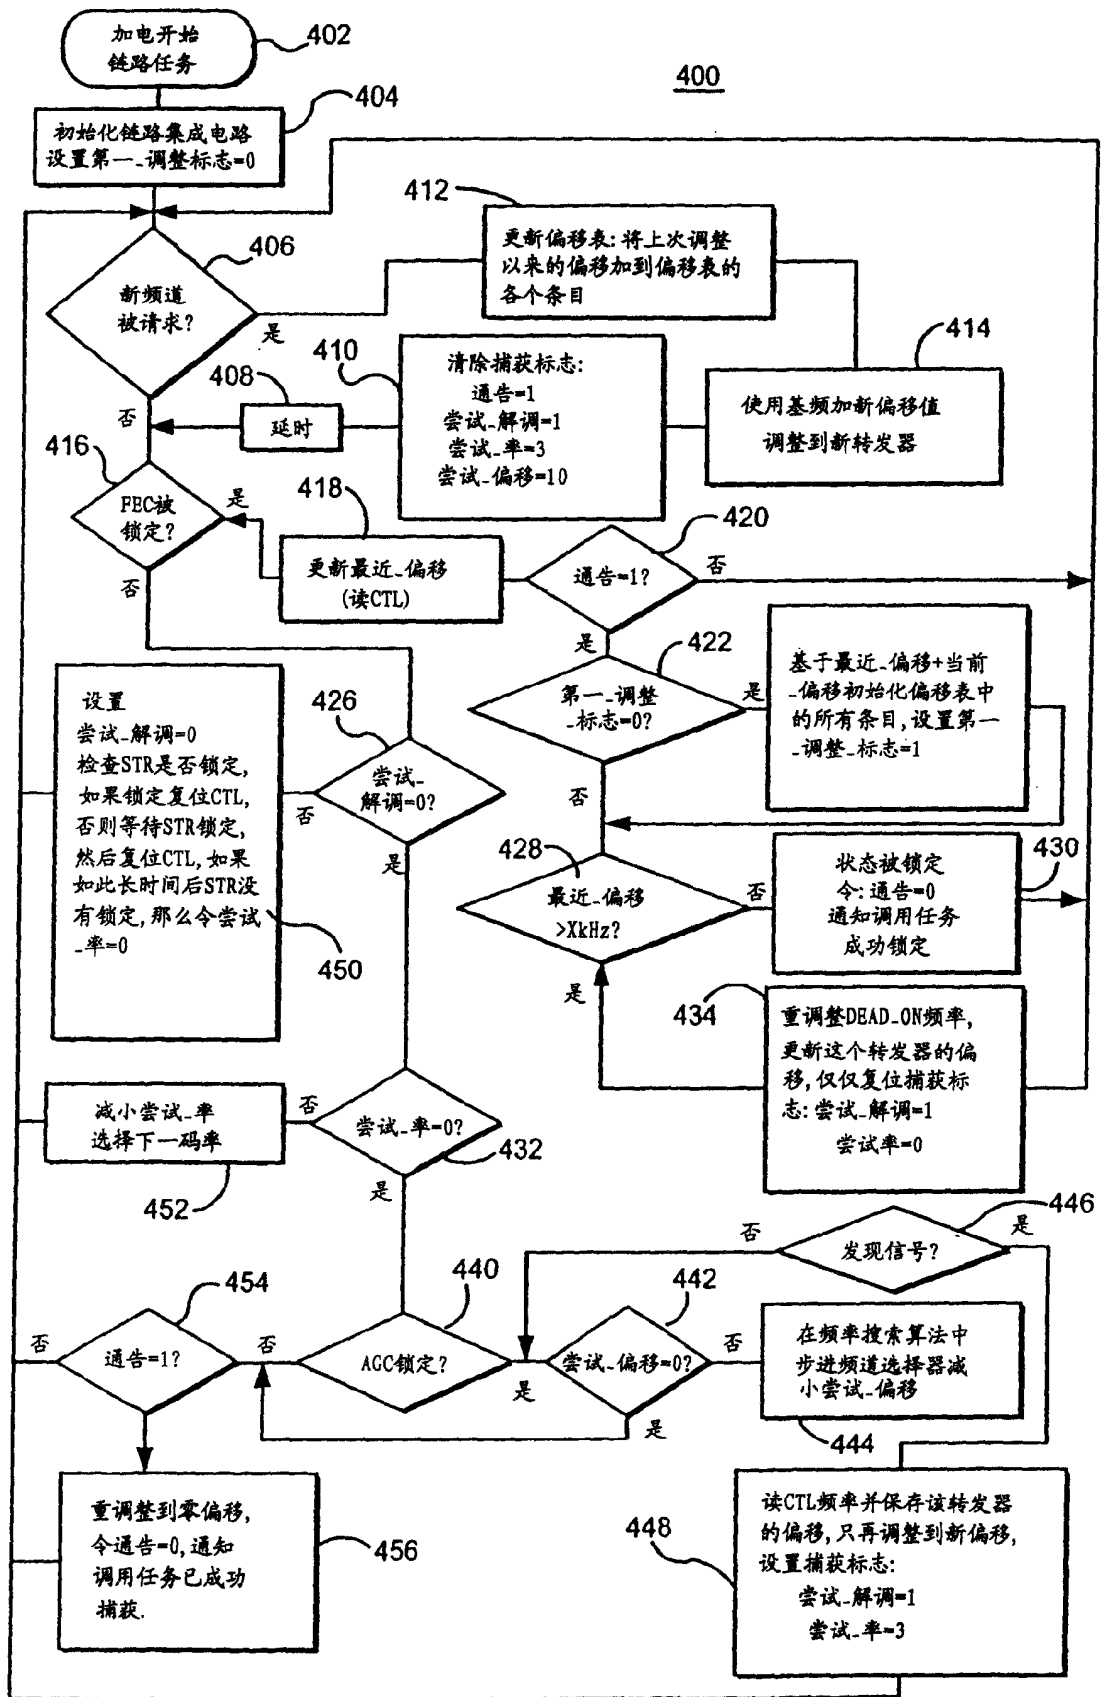 加电开始
链路任务
402
400
404
初始化链路集成电路
设置第一_调整标志=0
412
更新偏移表:将上次调整
以来的偏移加到偏移表的
各个条目
406
新频道
被请求?
是
否
414
使用基频加新偏移值
调整到新转发器
410
清除捕获标志:
通告=1
尝试_解调=1
尝试_率=3
尝试_偏移=10
408
延时
416
FEC被
锁定?
是
否
418
更新最近_偏移
(读CTL)
420
通告=1?
否
是
422
第一_调整
_标志=0?
是
否
基于最近_偏移+当前
_偏移初始化偏移表中
的所有条目,设置第一
_调整_标志=1
设置
尝试_解调=0
检查STR是否锁定,
如果锁定复位CTL,
否则等待STR锁定,
然后复位CTL,如果
如此长时间后STR没
有锁定,那么令尝试
_率=0
450
426
尝试_
解调=0?
否
是
428
最近_偏移
>XkHz?
否
是
430
状态被锁定
令:通告=0
通知调用任务
成功锁定
434
重调整DEAD_ON频率,
更新这个转发器的偏
移,仅仅复位捕获标
志:尝试_解调=1
尝试率=0
减小尝试_率
选择下一码率
452
否
尝试_率=0?
432
是
446
否
发现信号?
是
454
否
通告=1?
440
否
AGC锁定?
是
442
尝试_偏移=0?
否
是
在频率搜索算法中
步进频道选择器减
小尝试_偏移
444
重调整到零偏移,
令通告=0,通知
调用任务已成功
捕获.
456
448
读CTL频率并保存该转发器
的偏移,只再调整到新偏移,
设置捕获标志:
尝试_解调=1
尝试_率=3